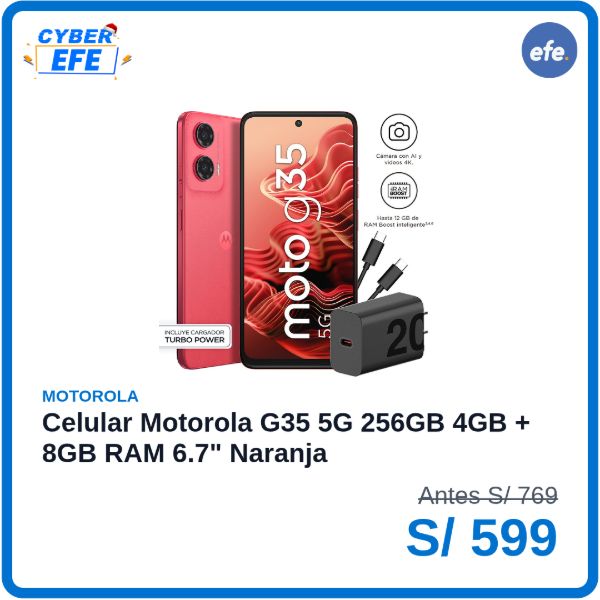 CYBER
EFE
efe.
Cámara con AI y
videos 4K.
RAM
BOOST
Hasta 12 GB de
RAM Boost inteligente
moto g35
5G
INCLUYE CARGADOR
TURBO POWER
20
MOTOROLA
Celular Motorola G35 5G 256GB 4GB +
8GB RAM 6.7" Naranja
Antes S/ 769
S/ 599